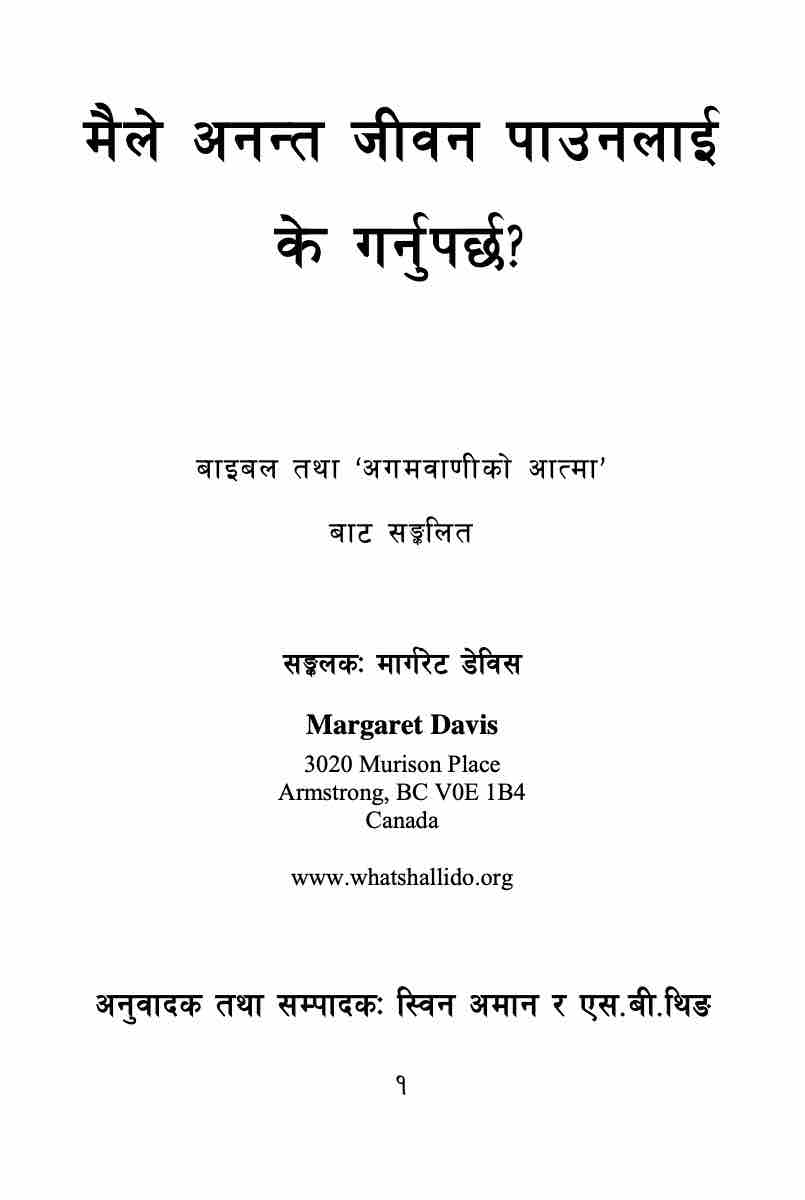 मैले अनन्त जीवन पाउनलाई
के गर्नुपर्छ?
बाइबल तथा ‘अगमवाणीको आत्मा’
बाट सङ्कलित
सङ्कलकः मार्गरेट डेविस
Margaret Davis
3020 Murison Place
Armstrong, BC V0E 1B4
Canada
www.whatshallido.org
अनुवादक तथा सम्पादकः स्विन अमान र एस.बी.थिङ
१